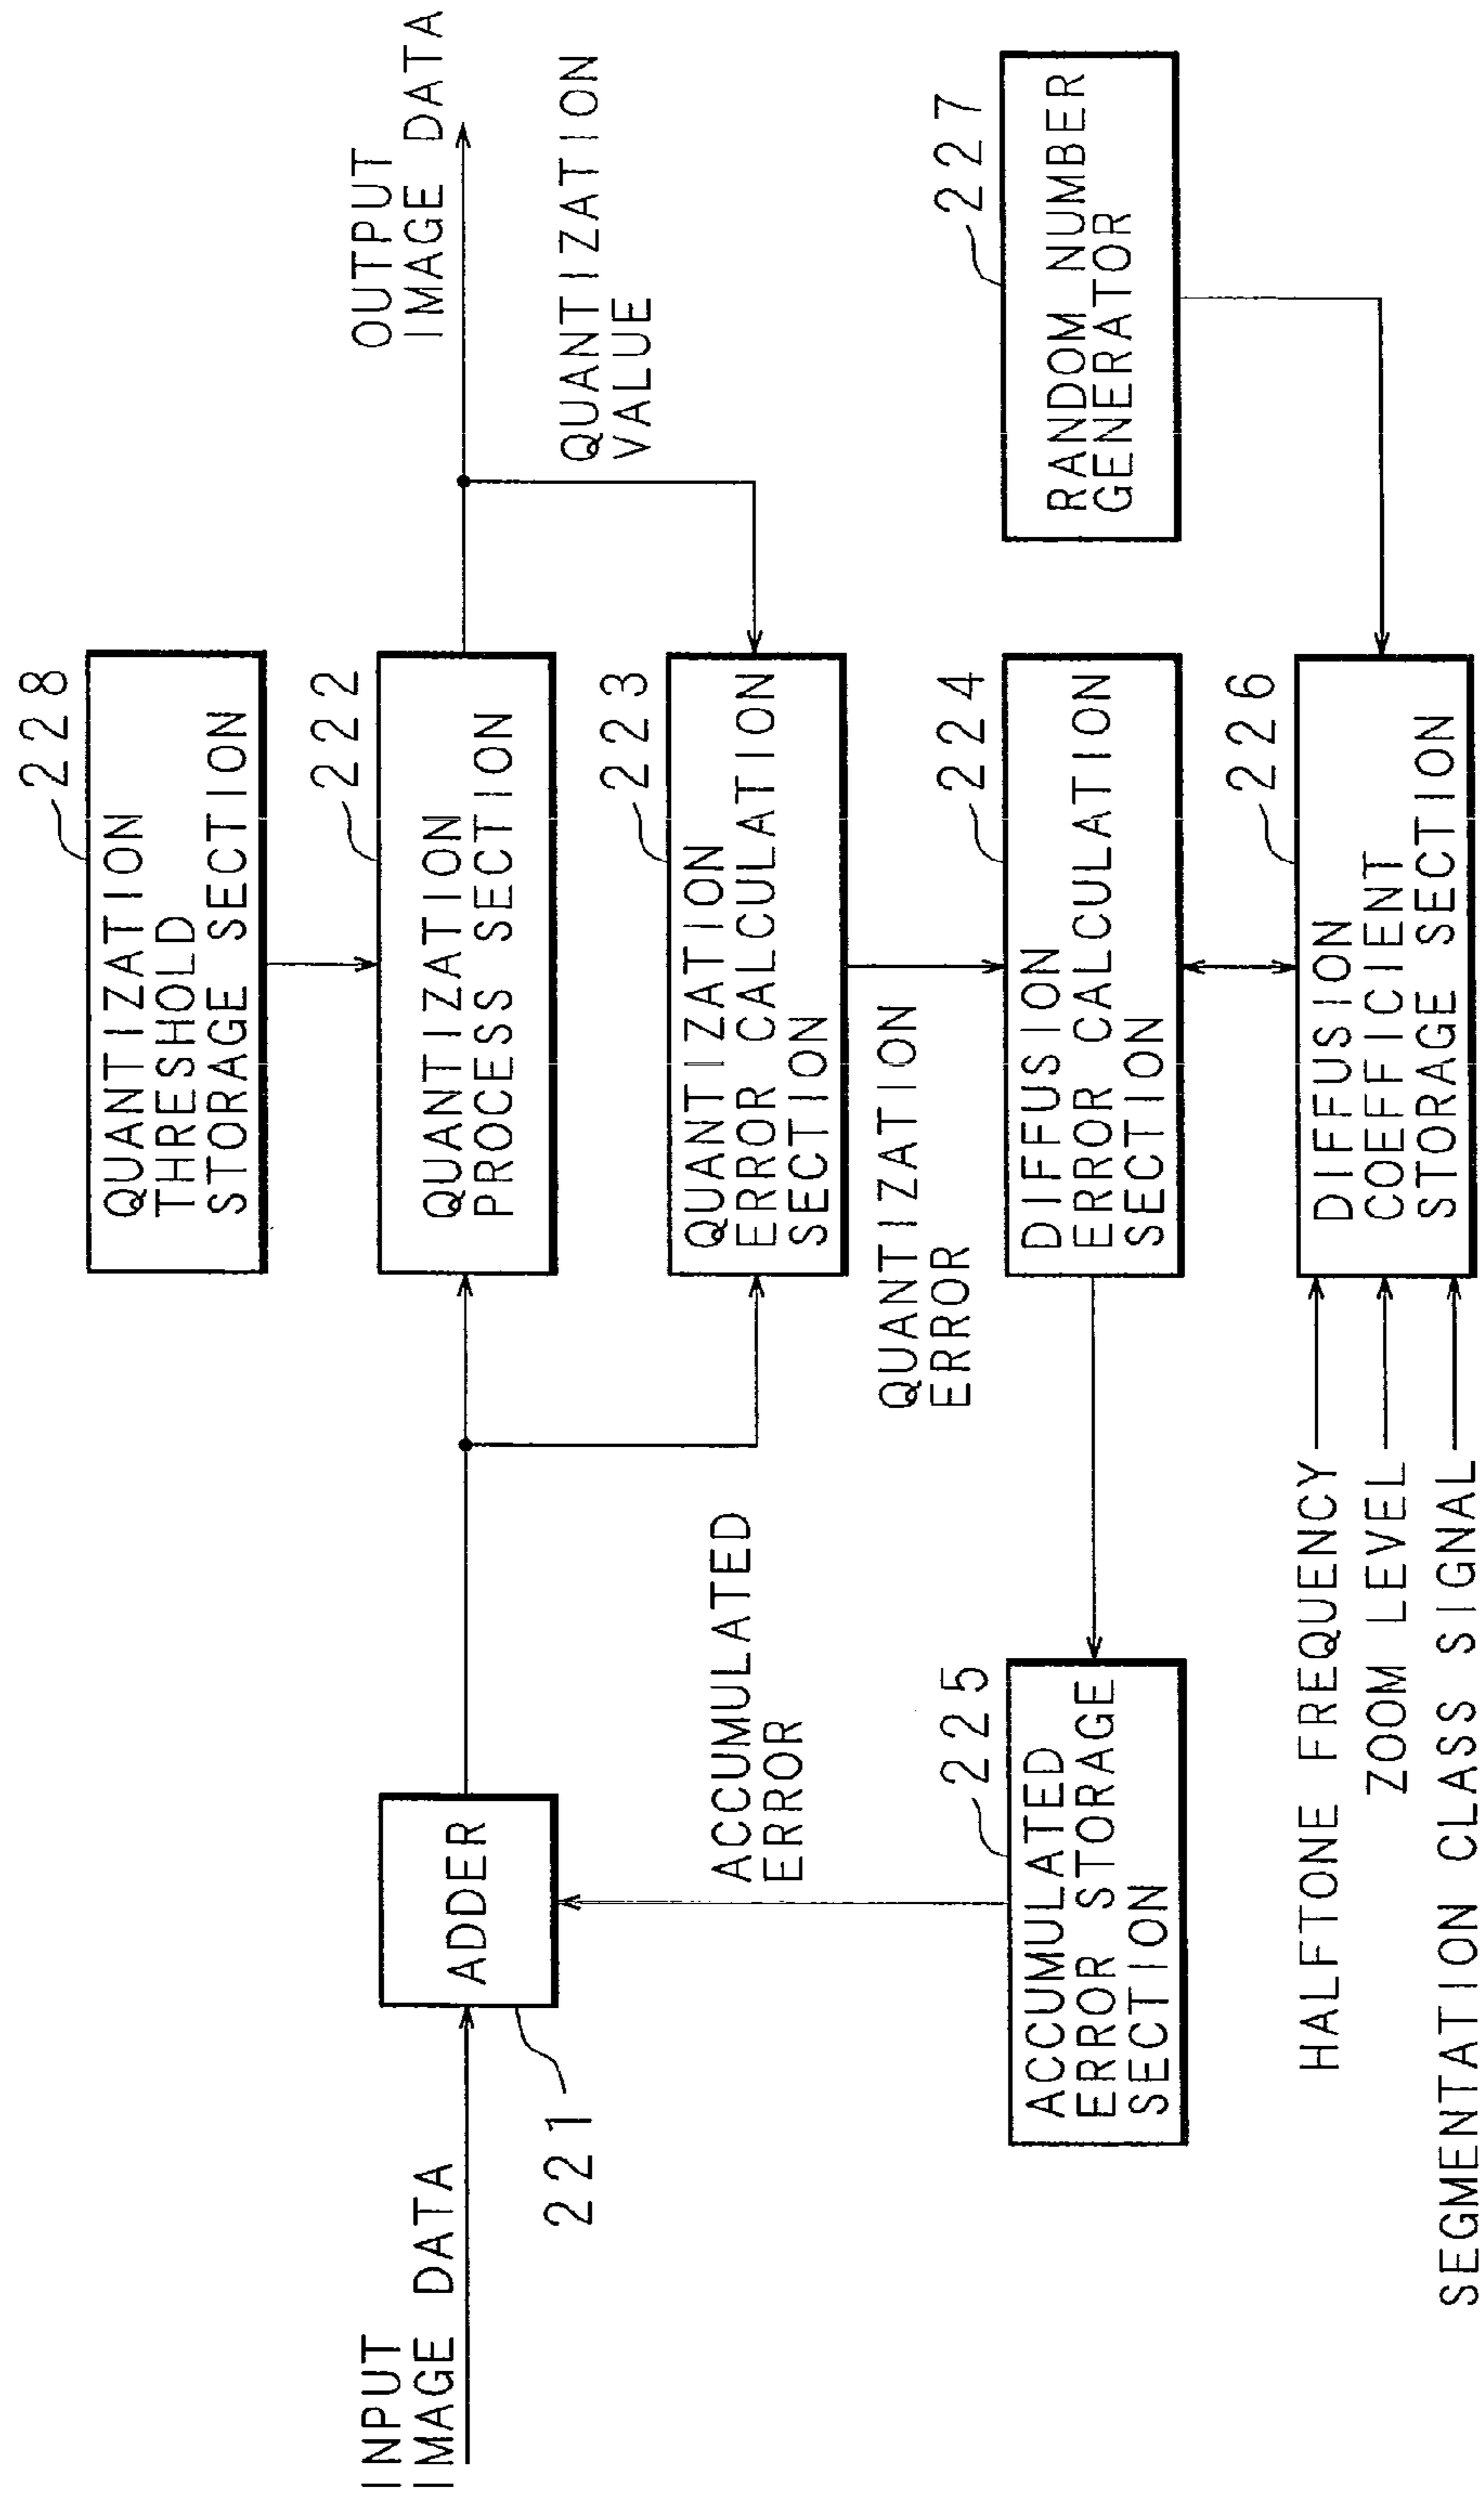 228
QUANTIZATION
THRESHOLD
STORAGE SECTION
INPUT
IMAGE DATA
221
ADDER
222
QUANTIZATION
PROCESS SECTION
OUTPUT
IMAGE DATA
ACCUMULATED
ERROR
223
QUANTIZATION
ERROR CALCULATION
SECTION
QUANTIZATION
VALUE
QUANTIZATION
ERROR
225
ACCUMULATED
ERROR STORAGE
SECTION
224
DIFFUSION
ERROR CALCULATION
SECTION
227
RANDOM NUMBER
GENERATOR
HALFTONE FREQUENCY
ZOOM LEVEL
SEGMENTATION CLASS SIGNAL
226
DIFFUSION
COEFFICIENT
STORAGE SECTION